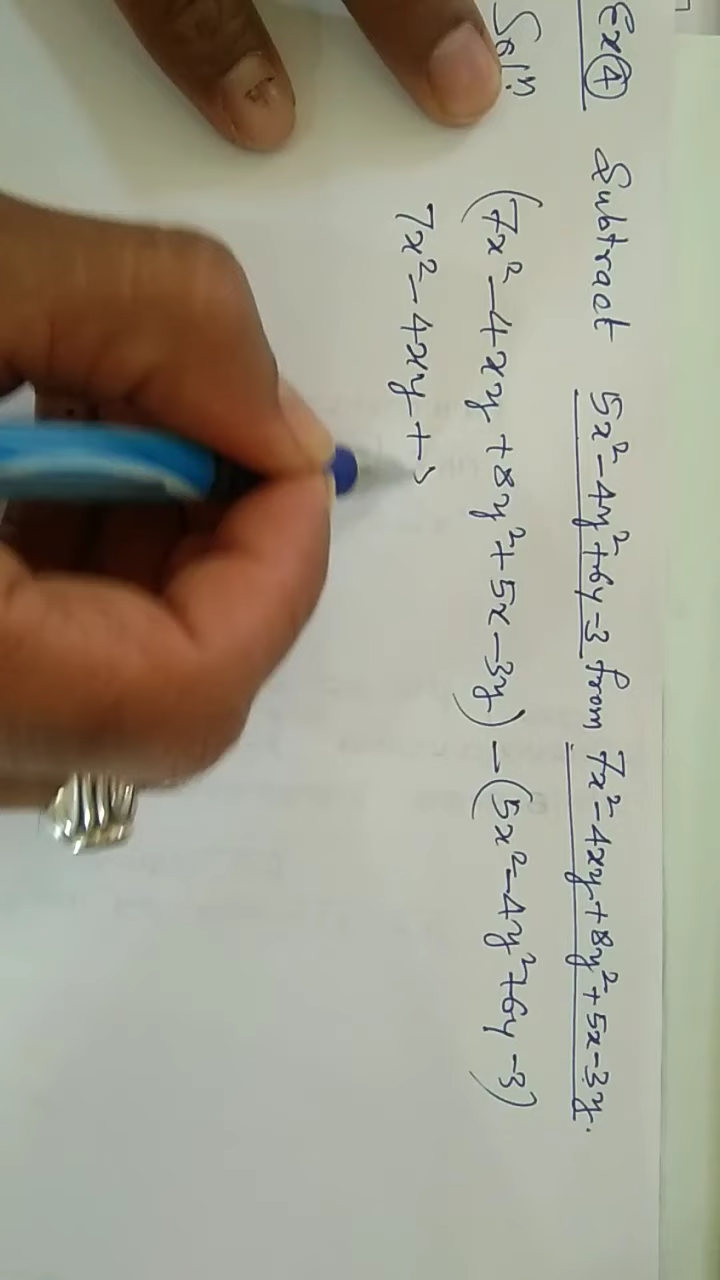 Ex④ Subtract 5x²-4y²+6y-3 from 7x²-4xy+8y²+5x-3y.
Solⁿ:
(7x²-4xy+8y²+5x-3y)-(5x²-4y²+6y-3)
7x²-4xy+